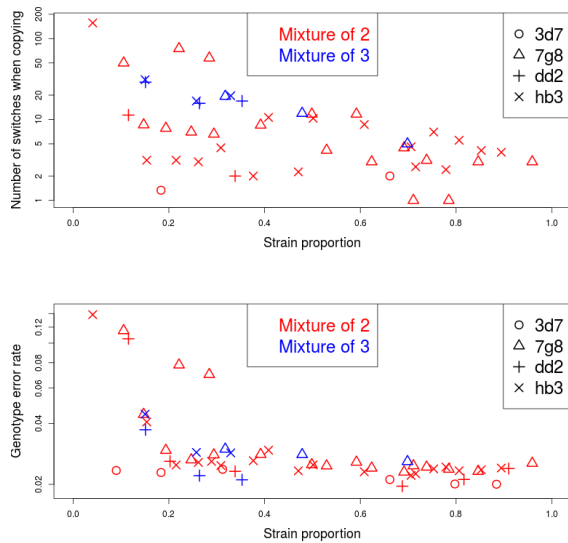 Number of switches when copying
200
100
50
20
10
5
2
1
Mixture of 2
Mixture of 3
3d7
7g8
dd2
hb3
0.0 0.2 0.4 0.6 0.8 1.0
Strain proportion
Genotype error rate
0.12
0.08
0.06
0.04
0.02
Mixture of 2
Mixture of 3
3d7
7g8
dd2
hb3
0.0 0.2 0.4 0.6 0.8 1.0
Strain proportion